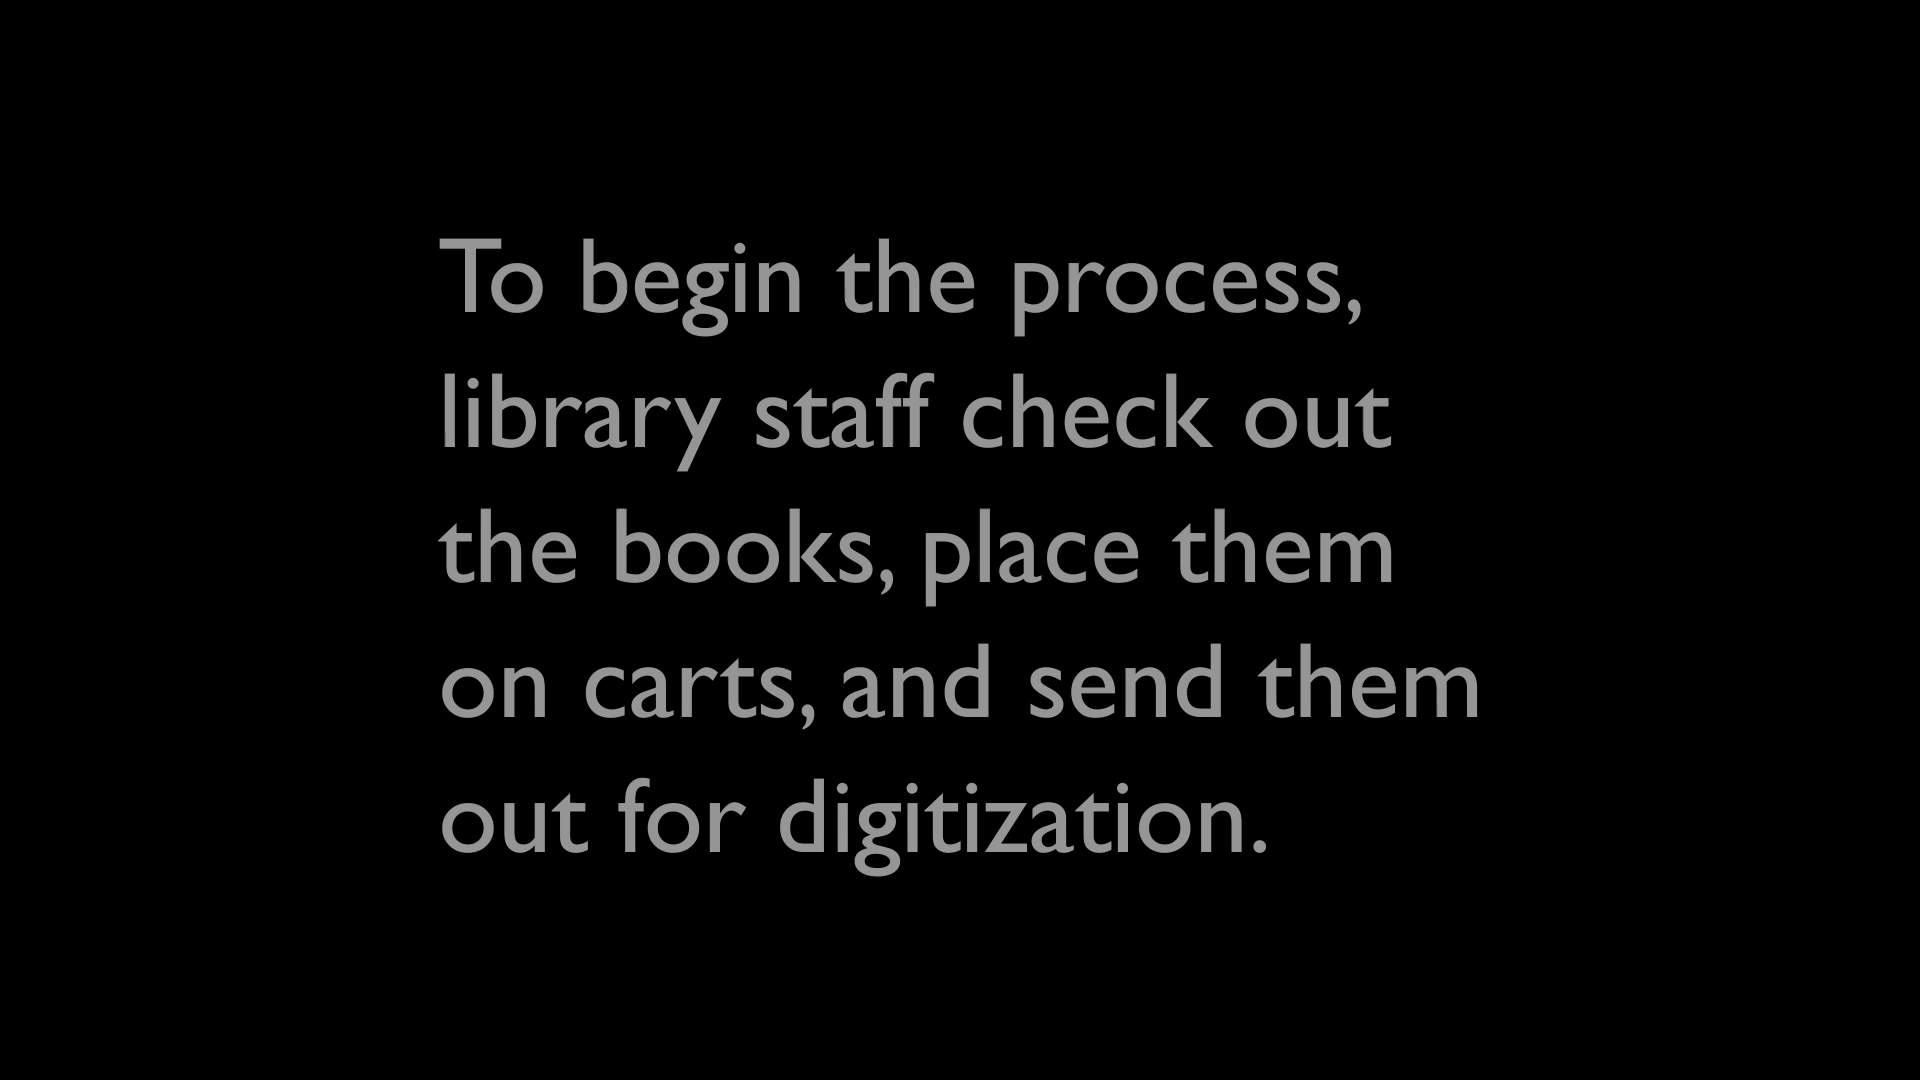 To begin the process,
library staff check out
the books, place them
on carts, and send them
out for digitization.